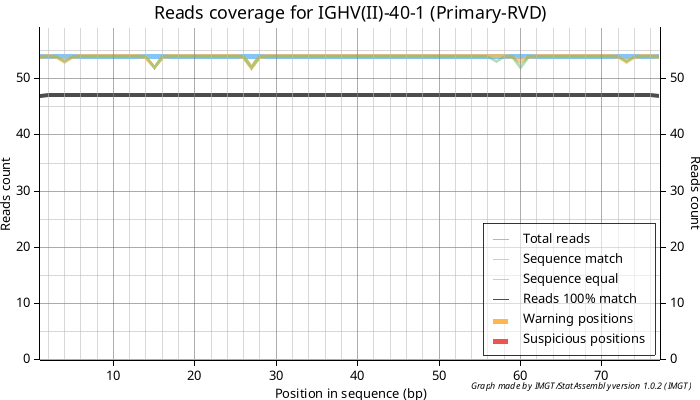 Reads coverage for IGHV(II)-40-1 (Primary-RVD)
Reads count
Reads count
50
50
40
40
30
30
20
20
10
10
0
0
Total reads
Sequence match
Sequence equal
Reads 100% match
Warning positions
Suspicious positions
10 20 30 40 50 60 70
Position in sequence (bp)
Graph made by IMGT/StatAssembly version 1.0.2 (IMGT)